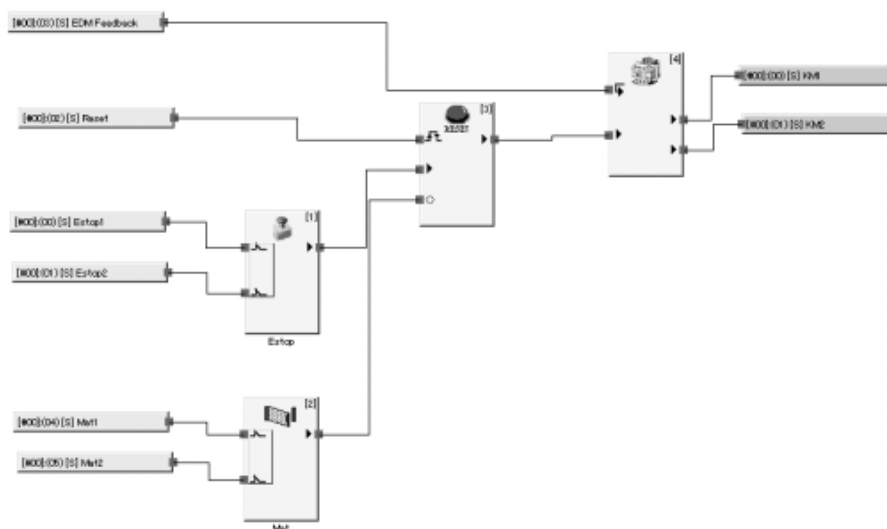 [#00]:(03) [S] EDM Feedback
[4]
[#00]:(00) [S] KM1
[3]
RESET
[#00]:(02) [S] Reset
[#00]:(01) [S] KM2
[1]
[#00]:(00) [S] Estop1
[#00]:(01) [S] Estop2
Estop
[2]
[#00]:(04) [S] Mat1
[#00]:(05) [S] Mat2
Mat